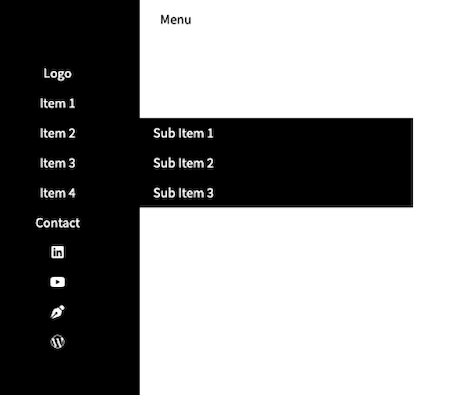 Menu
Logo
Item 1
Item 2
Sub Item 1
Item 3
Sub Item 2
Item 4
Sub Item 3
Contact